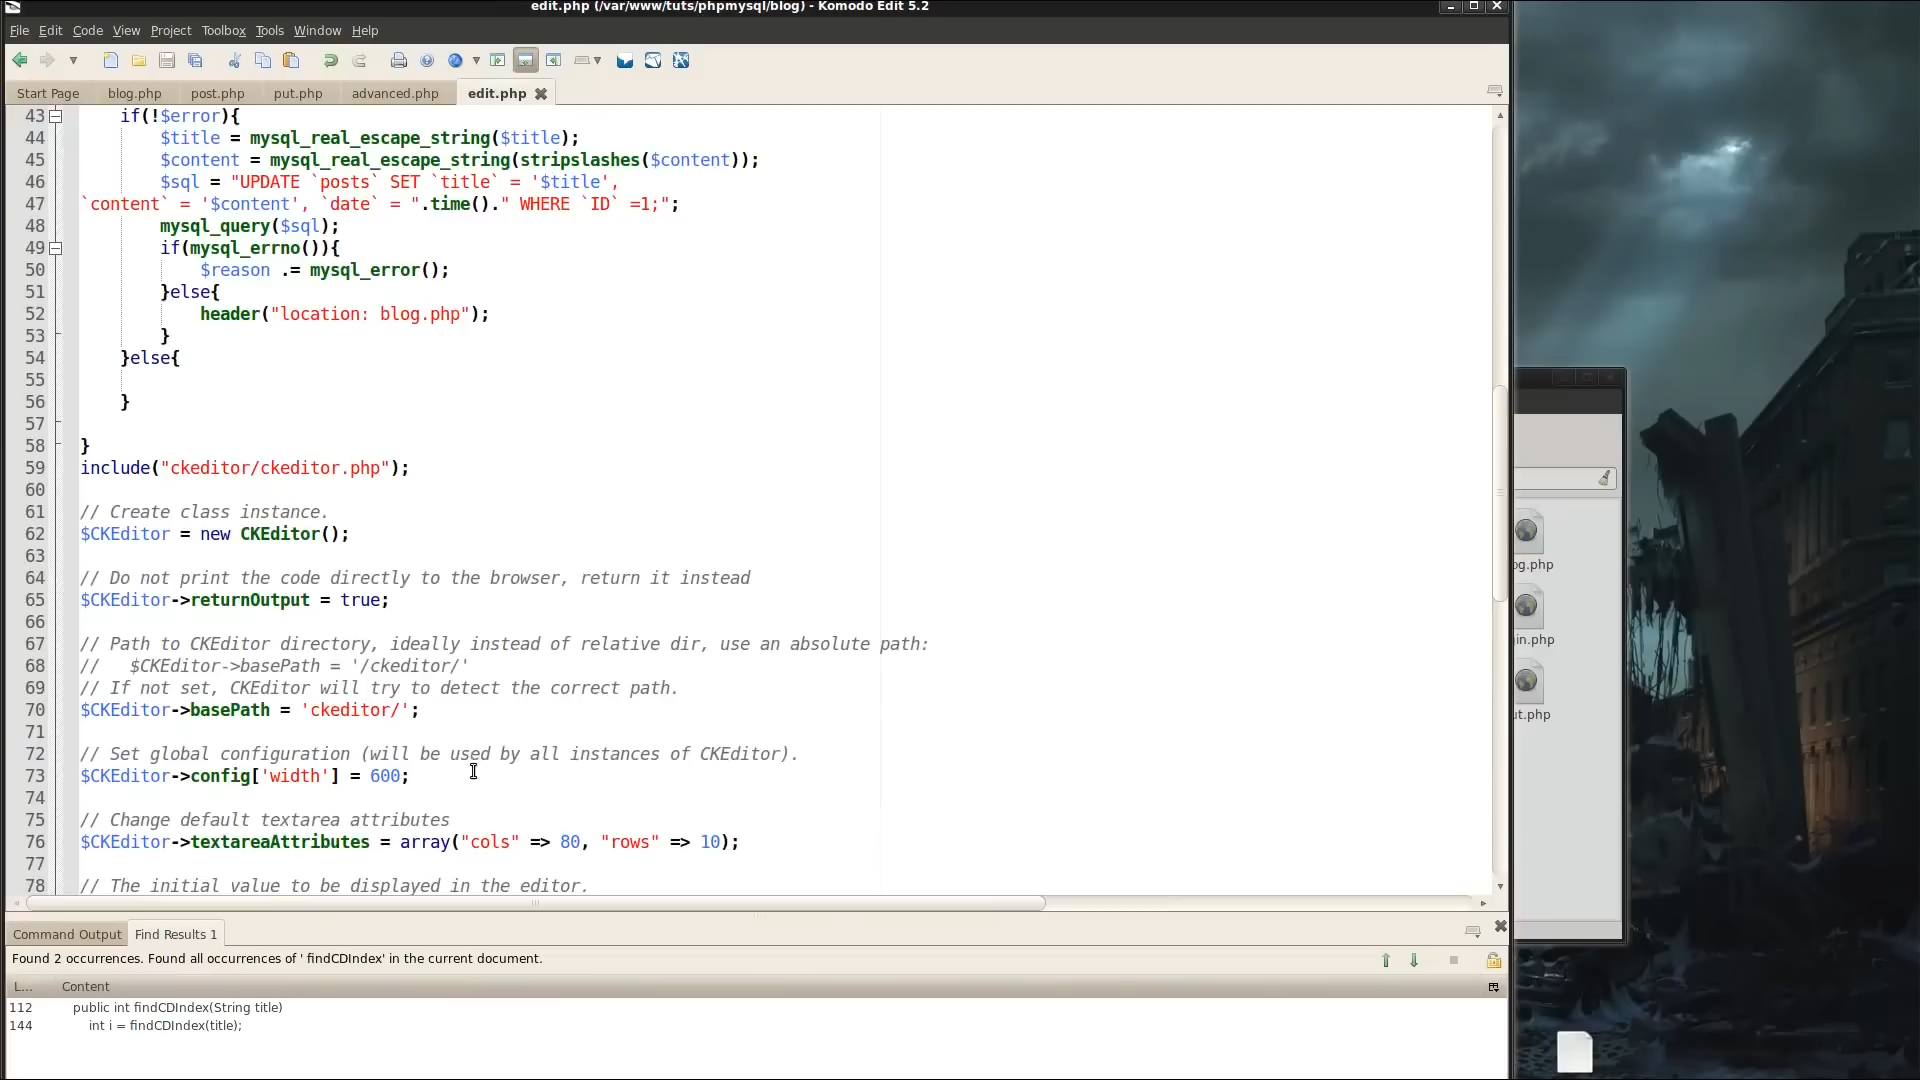 edit.php (/var/www/tuts/phpmysql/blog) - Komodo Edit 5.2
File Edit Code View Project Toolbox Tools Window Help
Start Page blog.php post.php put.php advanced.php edit.php
43 if(!$error){
44 $title = mysql_real_escape_string($title);
45 $content = mysql_real_escape_string(stripslashes($content));
46 $sql = "UPDATE `posts` SET `title` = '$title',
47 `content` = '$content', `date` = ".time()." WHERE `ID` =1;";
48 mysql_query($sql);
49 if(mysql_errno()){
50 $reason .= mysql_error();
51 }else{
52 header("location: blog.php");
53 }
54 }else{
55
56 }
57
58 }
59 include("ckeditor/ckeditor.php");
60
61 // Create class instance.
62 $CKEditor = new CKEditor();
63
64 // Do not print the code directly to the browser, return it instead
65 $CKEditor->returnOutput = true;
66
67 // Path to CKEditor directory, ideally instead of relative dir, use an absolute path:
68 //   $CKEditor->basePath = '/ckeditor/'
69 // If not set, CKEditor will try to detect the correct path.
70 $CKEditor->basePath = 'ckeditor/';
71
72 // Set global configuration (will be used by all instances of CKEditor).
73 $CKEditor->config['width'] = 600;
74
75 // Change default textarea attributes
76 $CKEditor->textareaAttributes = array("cols" => 80, "rows" => 10);
77
78 // The initial value to be displayed in the editor.
og.php
gin.php
ut.php
Command Output Find Results 1
Found 2 occurrences. Found all occurrences of ' findCDIndex' in the current document.
L... Content
112 public int findCDIndex(String title)
144 int i = findCDIndex(title);